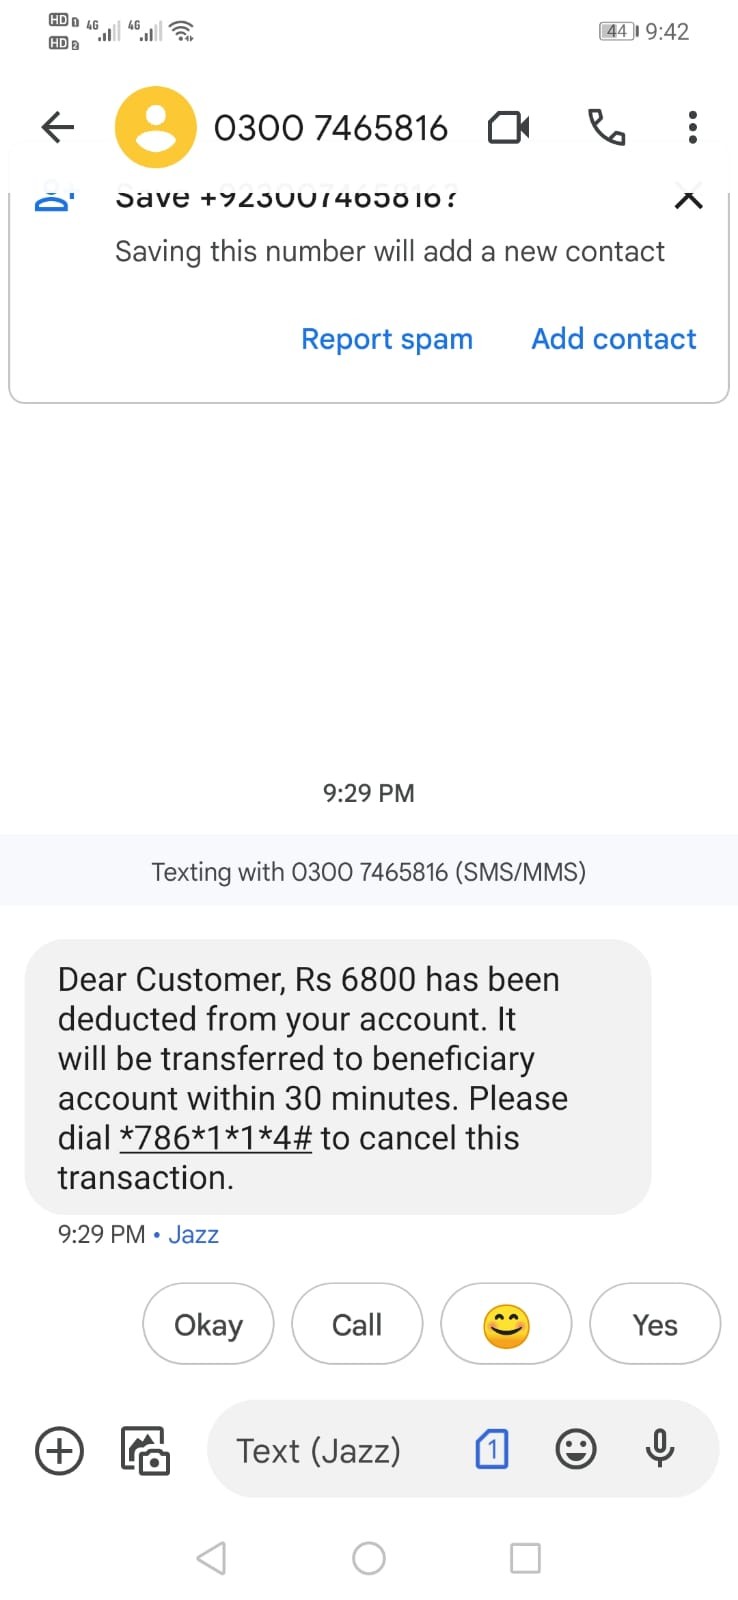 HD 1 4G 4G
HD 2
44 9:42
0300 7465816
Save +923007465816?
Saving this number will add a new contact
Report spam Add contact
9:29 PM
Texting with 0300 7465816 (SMS/MMS)
Dear Customer, Rs 6800 has been
deducted from your account. It
will be transferred to beneficiary
account within 30 minutes. Please
dial *786*1*1*4# to cancel this
transaction.
9:29 PM • Jazz
Okay Call 😊 Yes
Text (Jazz) 1